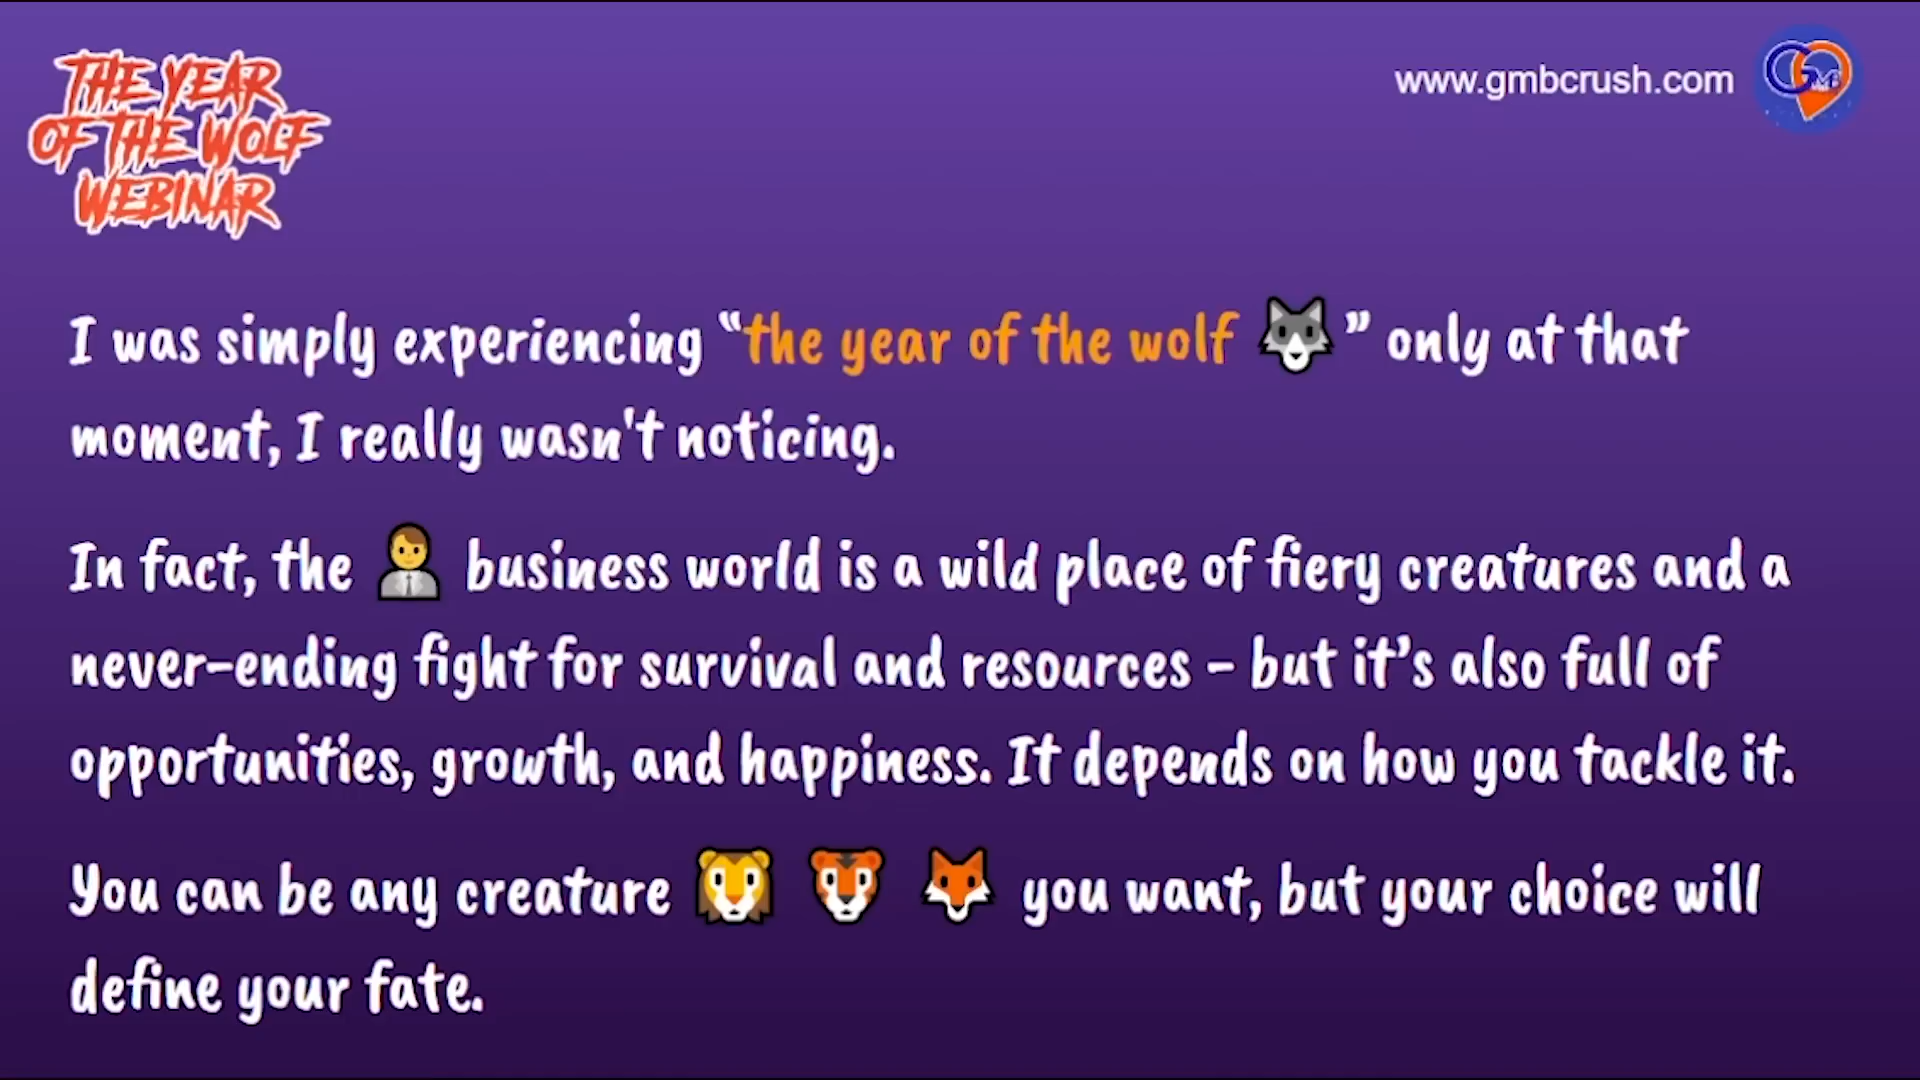 THE YEAR
OF THE WOLF
WEBINAR
www.gmbcrush.com
GMB
I was simply experiencing “the year of the wolf 🐺” only at that
moment, I really wasn't noticing.
In fact, the 👨‍💼 business world is a wild place of fiery creatures and a
never-ending fight for survival and resources – but it’s also full of
opportunities, growth, and happiness. It depends on how you tackle it.
You can be any creature 🦁 🐯 🦊 you want, but your choice will
define your fate.